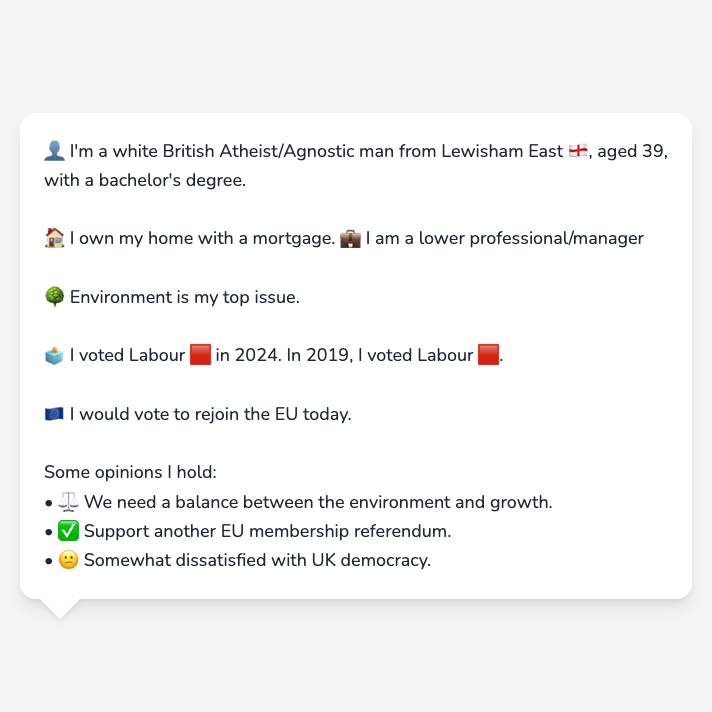 👤 I'm a white British Atheist/Agnostic man from Lewisham East 🏴󠁧󠁢󠁥󠁮󠁧󠁿, aged 39,
with a bachelor's degree.
🏠 I own my home with a mortgage. 💼 I am a lower professional/manager
🌳 Environment is my top issue.
🗳️ I voted Labour 🟥 in 2024. In 2019, I voted Labour 🟥.
🇪🇺 I would vote to rejoin the EU today.
Some opinions I hold:
• ⚖️ We need a balance between the environment and growth.
• ✅ Support another EU membership referendum.
• 😕 Somewhat dissatisfied with UK democracy.